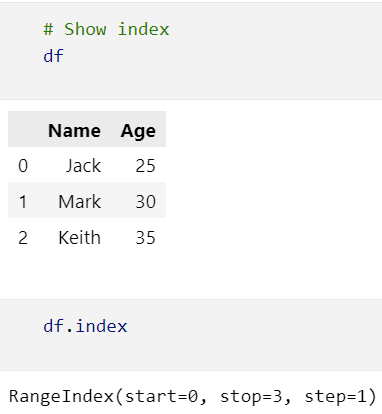 # Show index
df
Name Age
0 Jack 25
1 Mark 30
2 Keith 35
df.index
RangeIndex(start=0, stop=3, step=1)